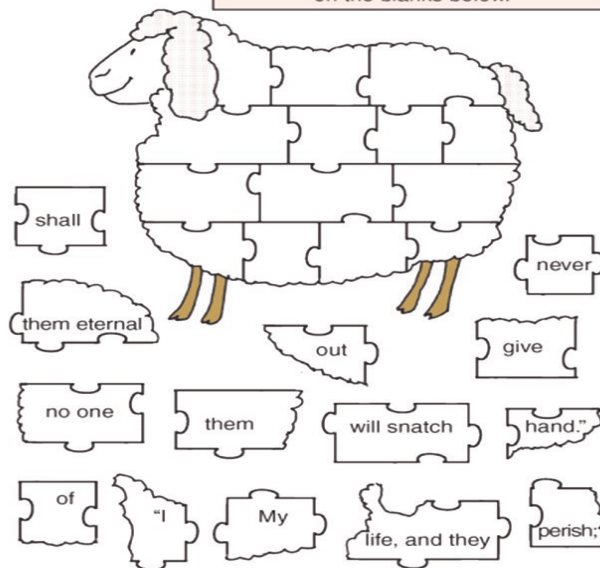 on the blanks below.
shall
never
them eternal
out
give
no one
them
will snatch
hand."
of
"I
My
life, and they
perish;